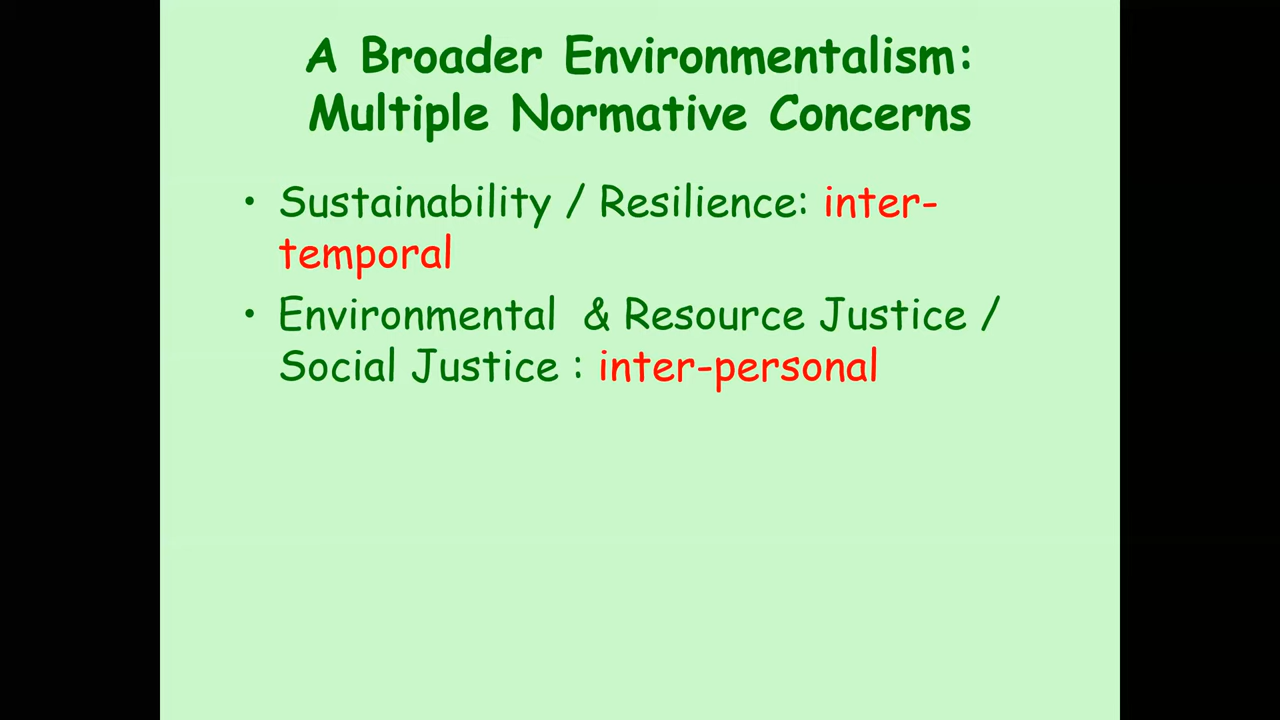 A Broader Environmentalism:
Multiple Normative Concerns
• Sustainability / Resilience: inter-
temporal
• Environmental & Resource Justice /
Social Justice : inter-personal